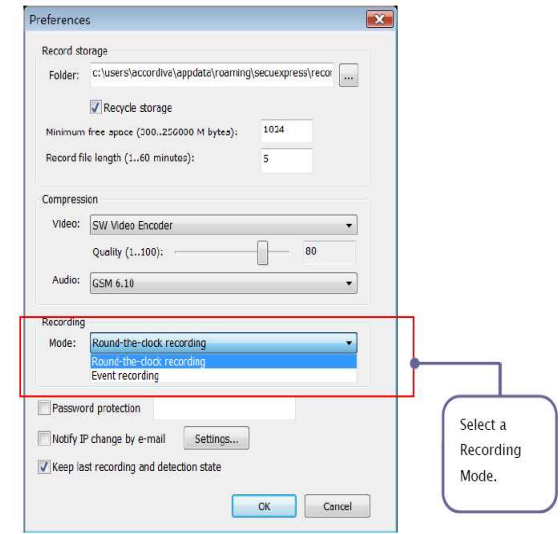 Preferences
Record storage
Folder: c:\users\accordiva\appdata\roaming\secuexpress\recor ...
Recycle storage
Minimum free space (300..256000 M bytes): 1024
Record file length (1..60 minutes): 5
Compression
Video: SW Video Encoder
Quality (1..100): 80
Audio: GSM 6.10
Recording
Mode: Round-the-clock recording
Round-the-clock recording
Event recording
Password protection
Notify IP change by e-mail Settings...
Keep last recording and detection state
OK Cancel
Select a
Recording
Mode.